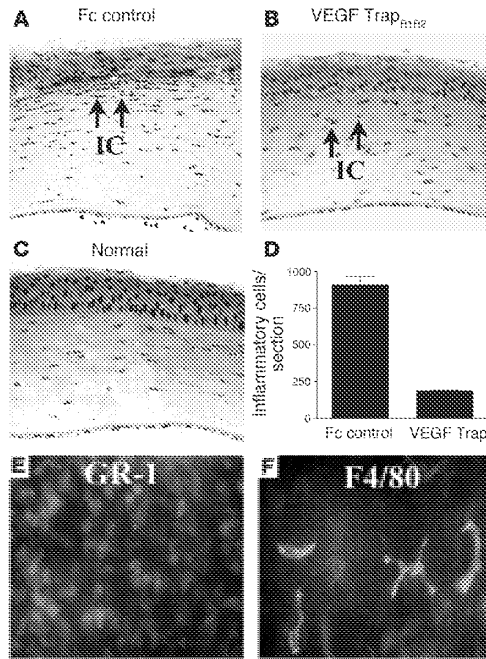 A Fc control
B VEGF Trap R1R2
IC
IC
C Normal
D
Inflammatory cells/
section
1000
750
500
250
0
Fc control VEGF Trap
E GR-1
F F4/80